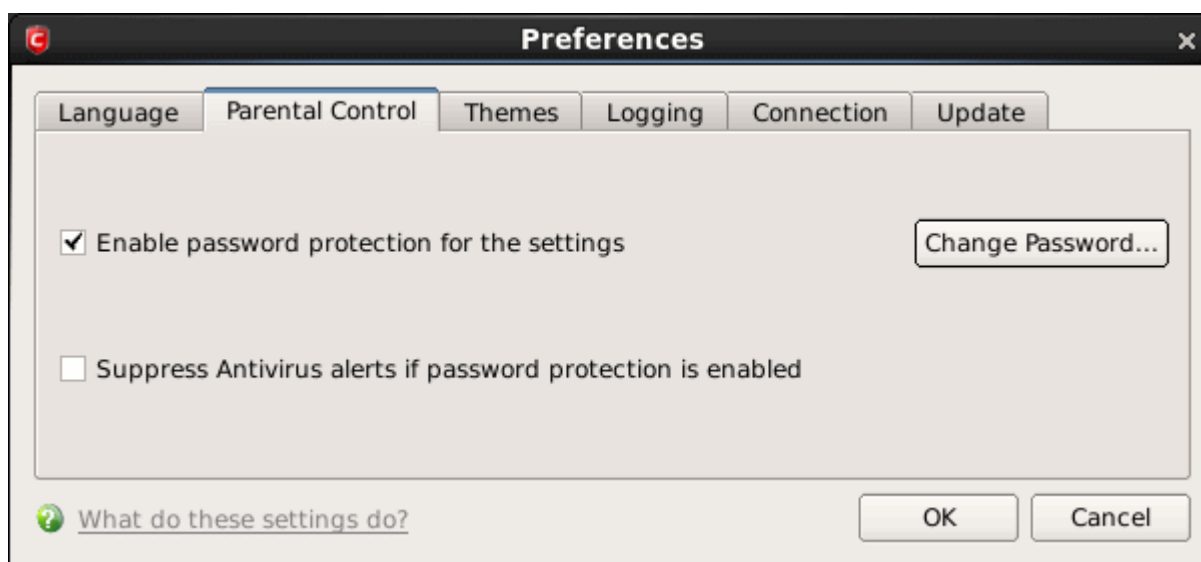 Preferences
Language Parental Control Themes Logging Connection Update
Enable password protection for the settings Change Password...
Suppress Antivirus alerts if password protection is enabled
What do these settings do? OK Cancel